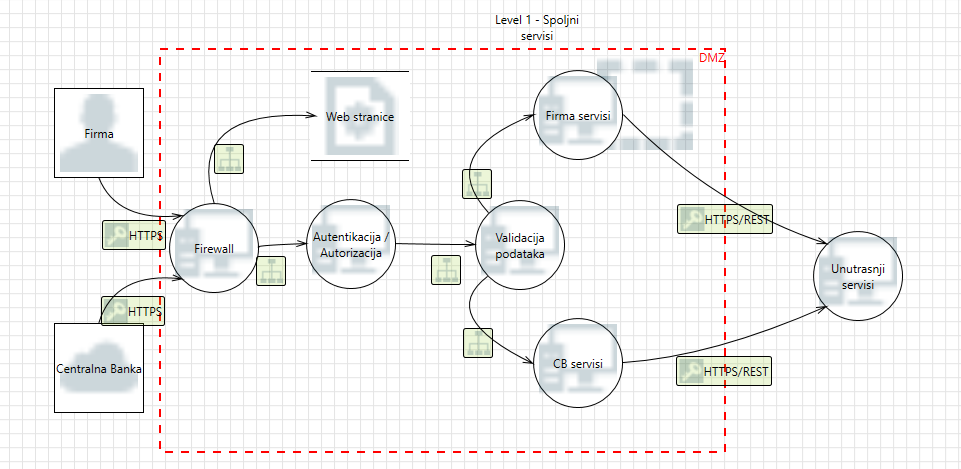 Level 1 - Spoljni
servisi
DMZ
Firma
Web stranice
Firma servisi
HTTPS
HTTPS/REST
Firewall
Autentikacija /
Autorizacija
Validacija
podataka
Unutrasnji
servisi
HTTPS
Centralna Banka
CB servisi
HTTPS/REST